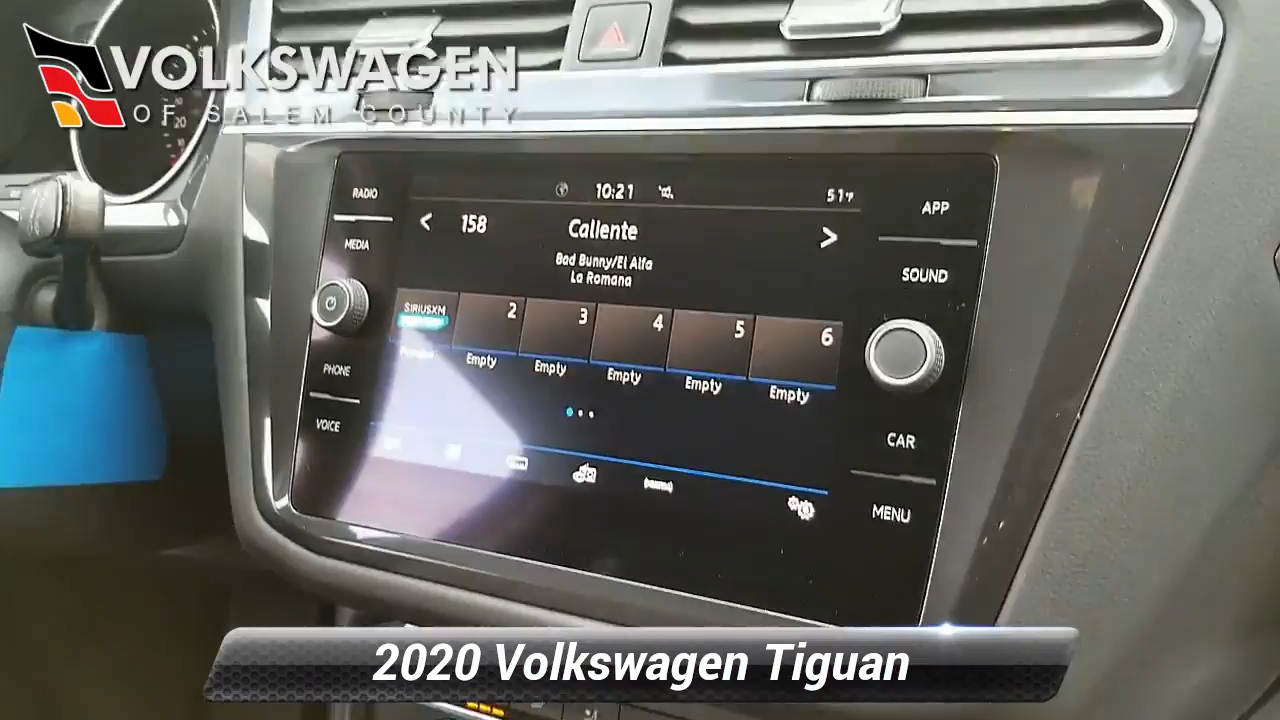 VOLKSWAGEN
OF SALEM COUNTY
20
RADIO
MEDIA
PHONE
VOICE
10:21
51°F
158
Caliente
Bad Bunny/El Alfa
La Romana
SIRIUSXM
2
3
4
5
6
Empty
Empty
Empty
Empty
Empty
APP
SOUND
CAR
MENU
2020 Volkswagen Tiguan